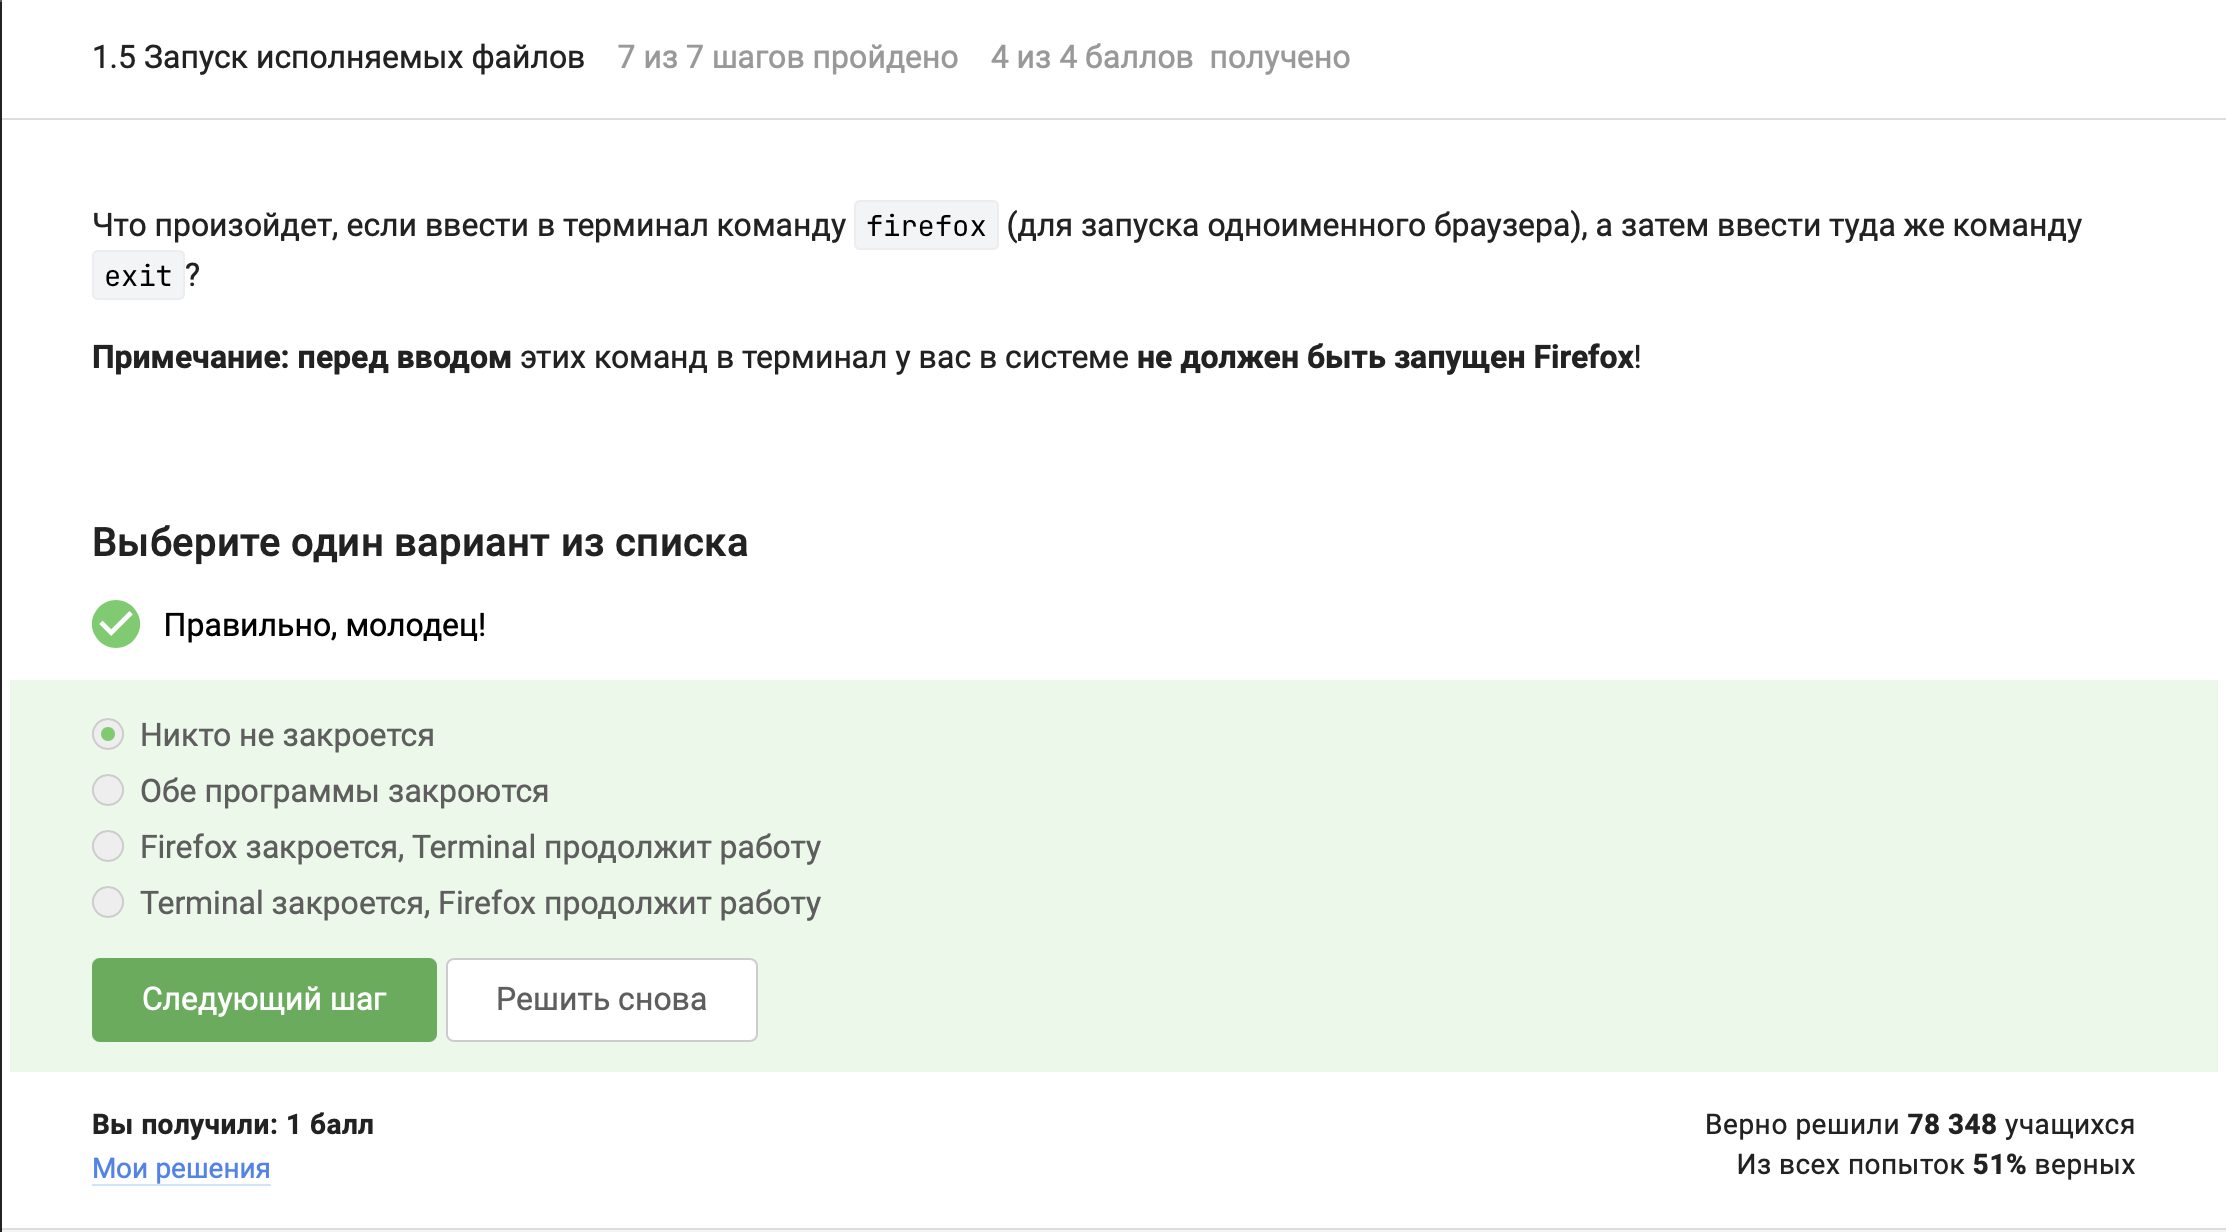 1.5 Запуск исполняемых файлов 7 из 7 шагов пройдено 4 из 4 баллов получено
Что произойдет, если ввести в терминал команду firefox (для запуска одноименного браузера), а затем ввести туда же команду
exit ?
Примечание: перед вводом этих команд в терминал у вас в системе не должен быть запущен Firefox!
Выберите один вариант из списка
Правильно, молодец!
Никто не закроется
Обе программы закроются
Firefox закроется, Terminal продолжит работу
Terminal закроется, Firefox продолжит работу
Следующий шаг Решить снова
Вы получили: 1 балл
Мои решения
Верно решили 78 348 учащихся
Из всех попыток 51% верных